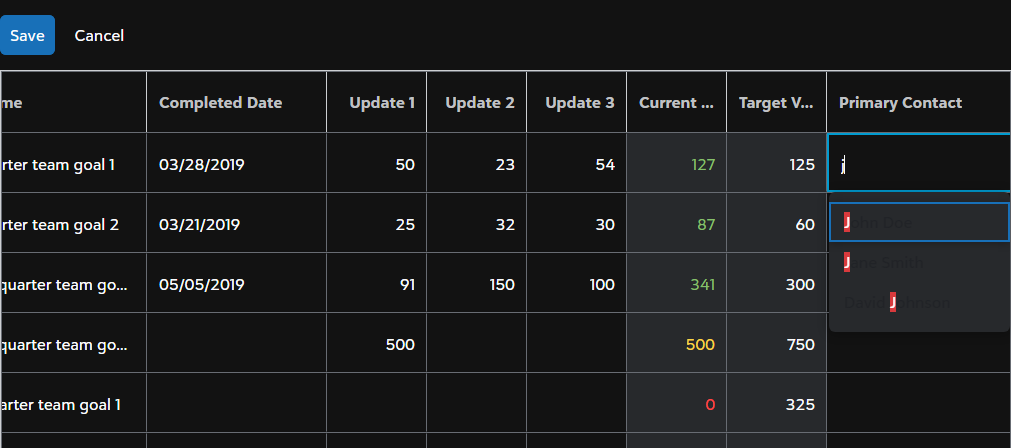 Save Cancel
me Completed Date Update 1 Update 2 Update 3 Current ... Target V... Primary Contact
rter team goal 1 03/28/2019 50 23 54 127 125 j
rter team goal 2 03/21/2019 25 32 30 87 60
John Doe
Jane Smith
quarter team go... 05/05/2019 91 150 100 341 300
David Johnson
quarter team go... 500 500 750
arter team goal 1 0 325